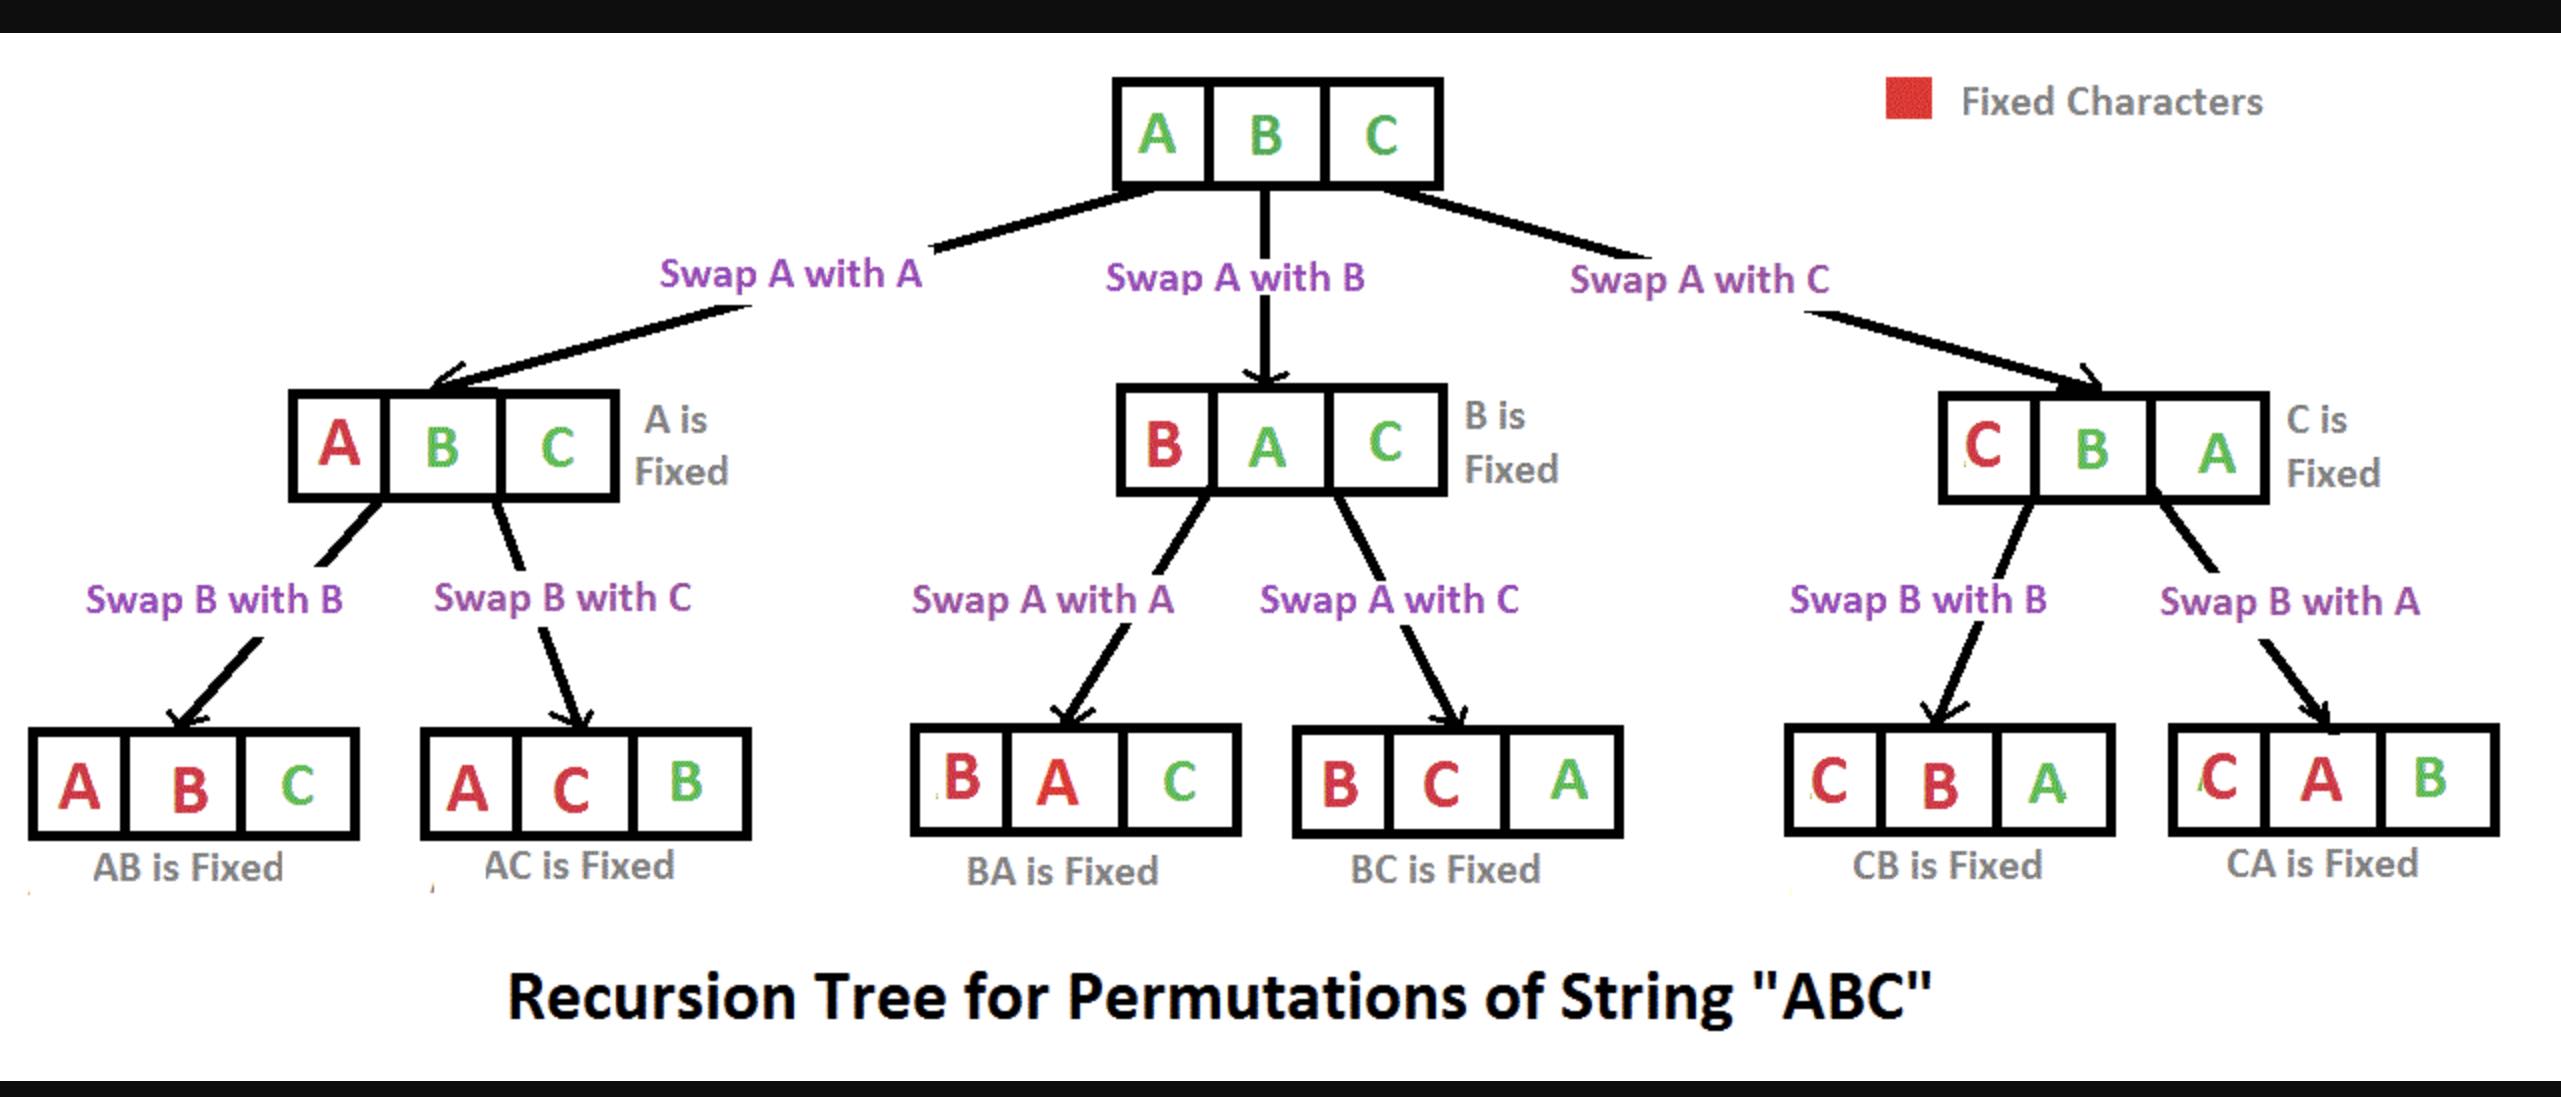 A B C
Fixed Characters
Swap A with A
Swap A with B
Swap A with C
A B C
A is
Fixed
B A C
B is
Fixed
C B A
C is
Fixed
Swap B with B
Swap B with C
Swap A with A
Swap A with C
Swap B with B
Swap B with A
A B C
A C B
B A C
B C A
C B A
C A B
AB is Fixed
AC is Fixed
BA is Fixed
BC is Fixed
CB is Fixed
CA is Fixed
Recursion Tree for Permutations of String "ABC"